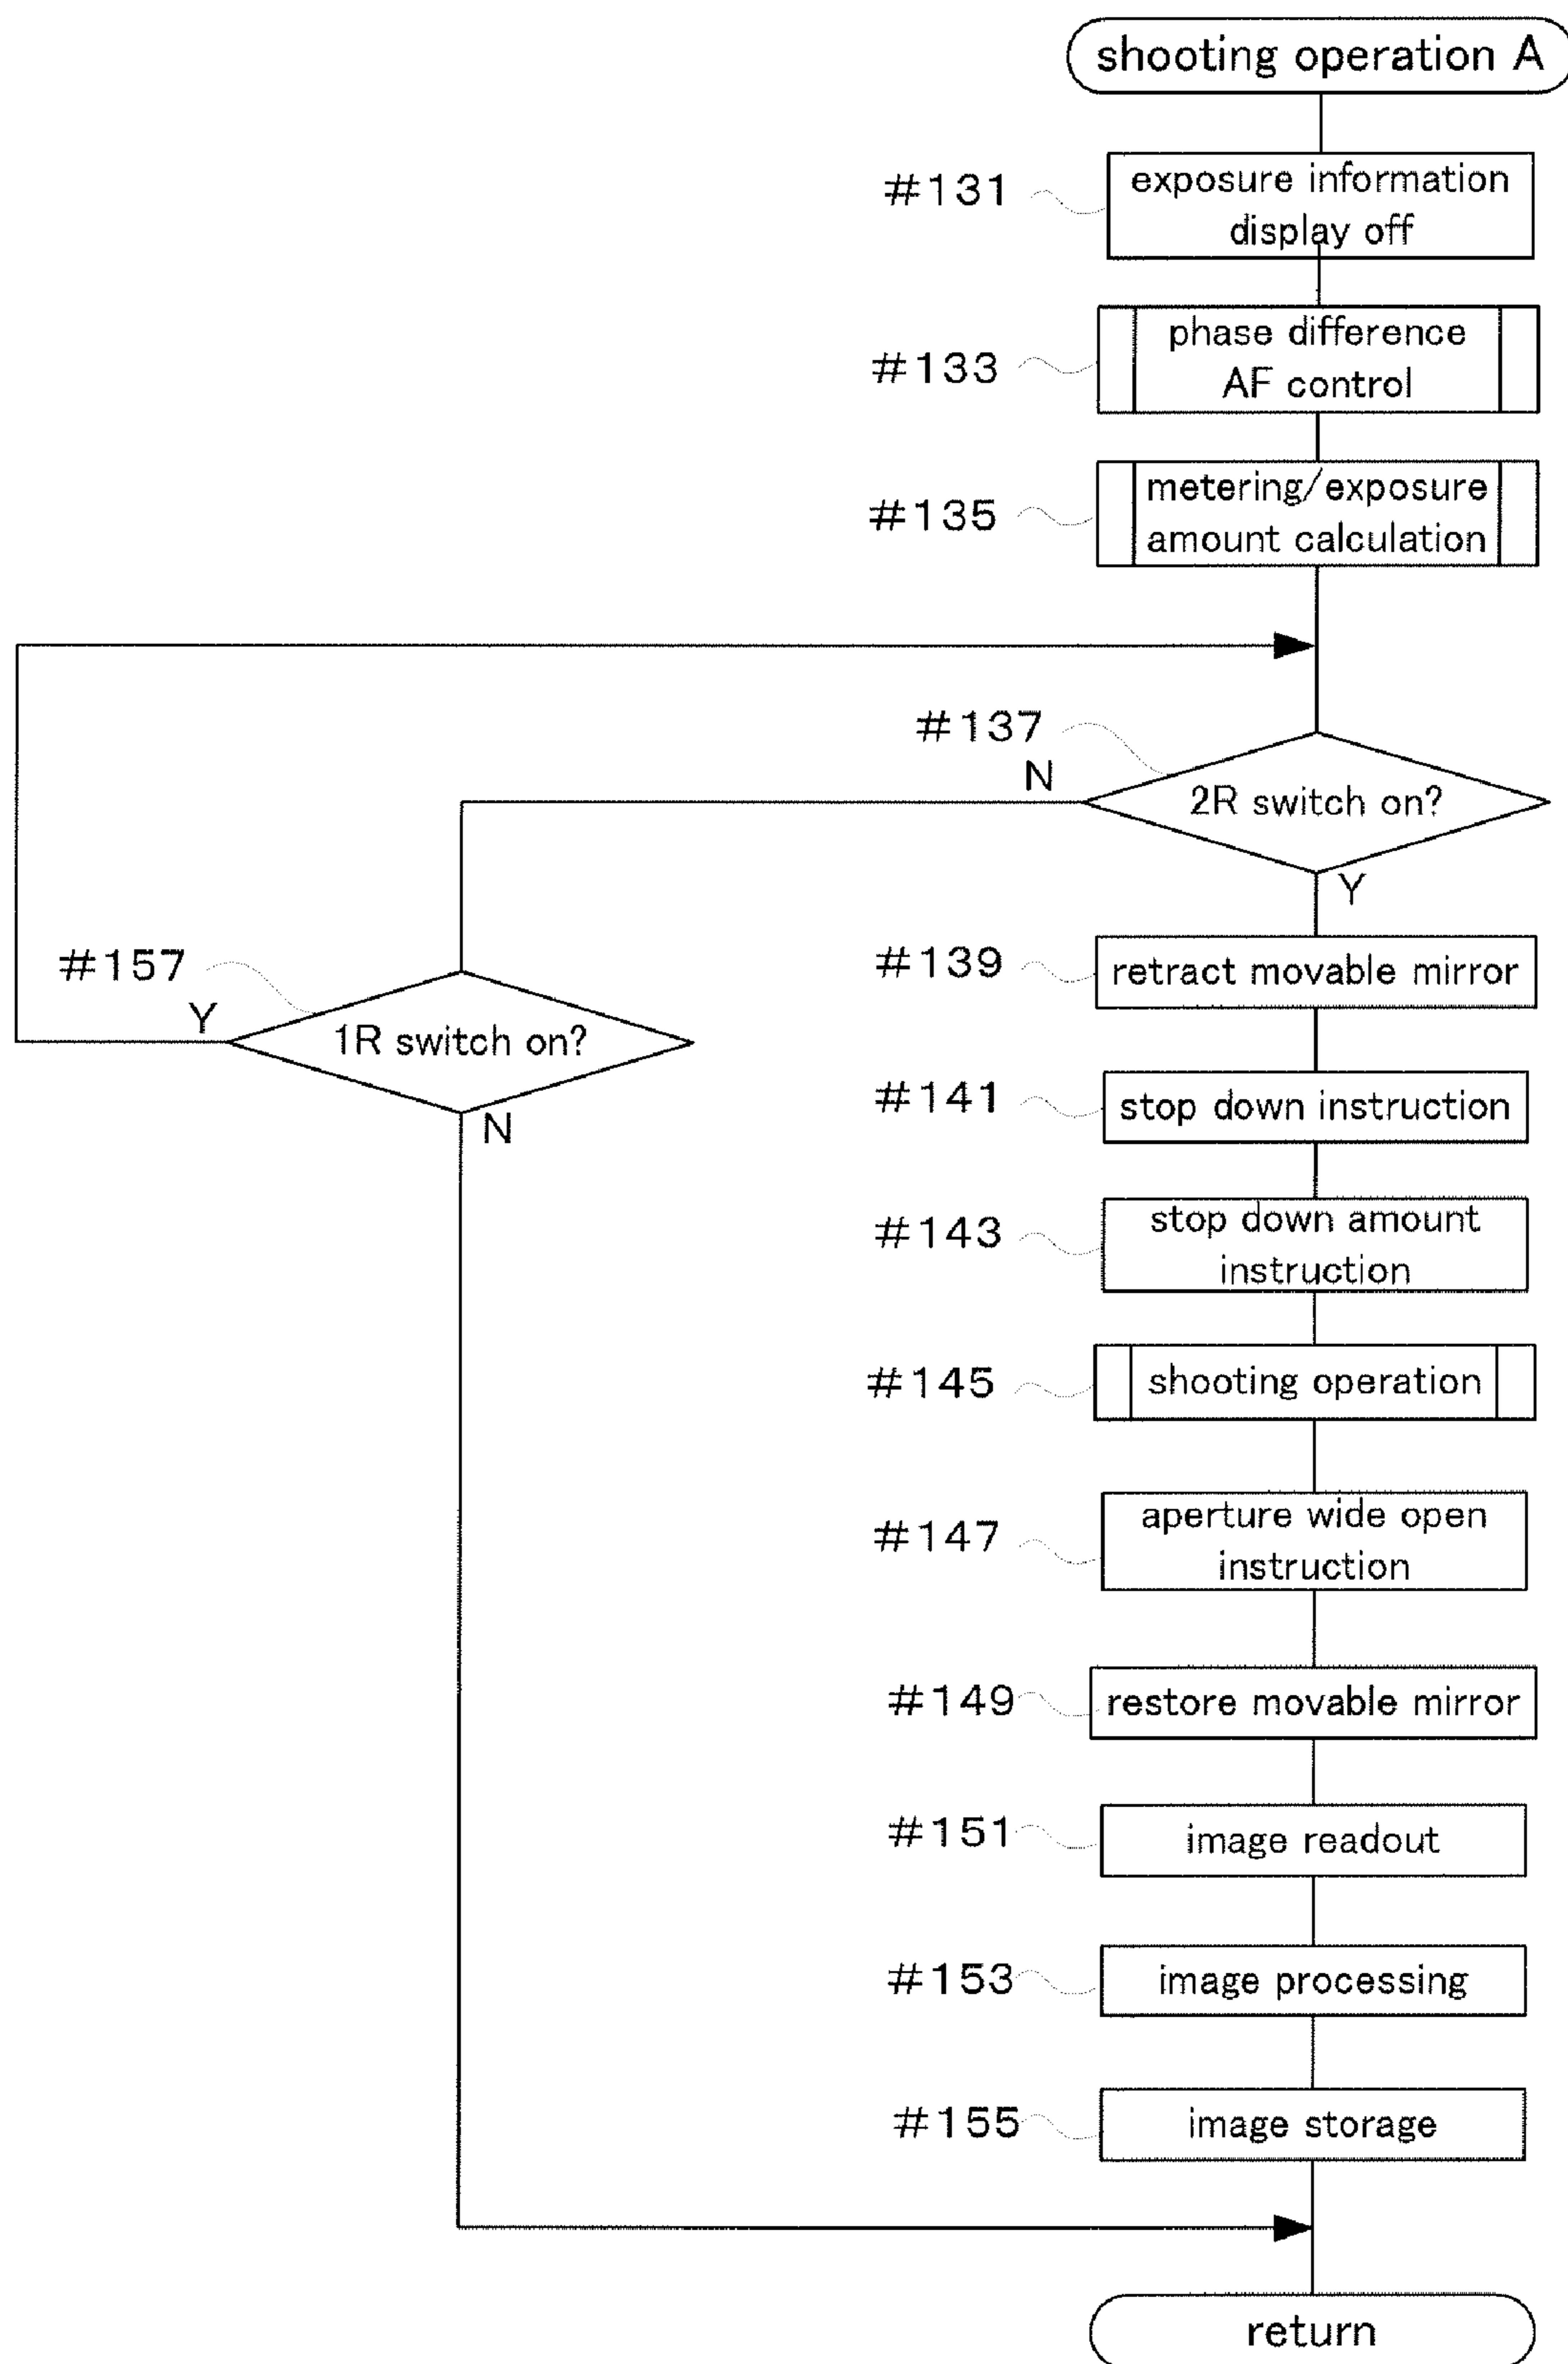 shooting operation A
#131
exposure information
display off
#133
phase difference
AF control
#135
metering/exposure
amount calculation
#137
N
2R switch on?
Y
#157
Y
1R switch on?
N
#139
retract movable mirror
#141
stop down instruction
#143
stop down amount
instruction
#145
shooting operation
#147
aperture wide open
instruction
#149
restore movable mirror
#151
image readout
#153
image processing
#155
image storage
return